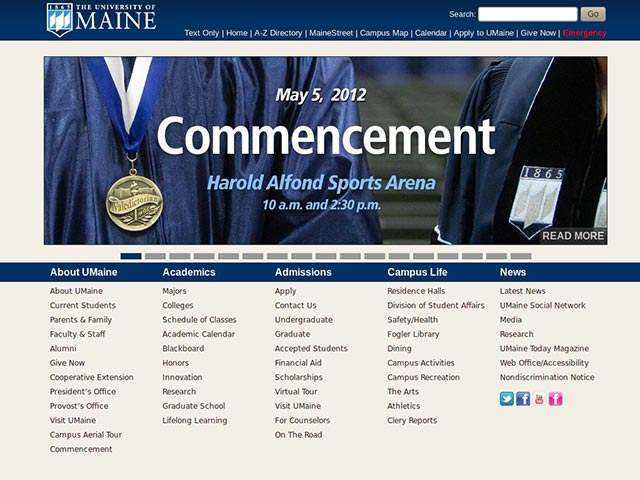 1865 THE UNIVERSITY OF
MAINE
Search: Go
Text Only | Home | A-Z Directory | MaineStreet | Campus Map | Calendar | Apply to UMaine | Give Now | Emergency
May 5, 2012
Commencement
Harold Alfond Sports Arena
10 a.m. and 2:30 p.m.
Valedictorian
1865
READ MORE
About UMaine
About UMaine
Current Students
Parents & Family
Faculty & Staff
Alumni
Give Now
Cooperative Extension
President's Office
Provost's Office
Visit UMaine
Campus Aerial Tour
Commencement
Academics
Majors
Colleges
Schedule of Classes
Academic Calendar
Blackboard
Honors
Innovation
Research
Graduate School
Lifelong Learning
Admissions
Apply
Contact Us
Undergraduate
Graduate
Accepted Students
Financial Aid
Scholarships
Virtual Tour
Visit UMaine
For Counselors
On The Road
Campus Life
Residence Halls
Division of Student Affairs
Safety/Health
Fogler Library
Dining
Campus Activities
Campus Recreation
The Arts
Athletics
Clery Reports
News
Latest News
UMaine Social Network
Media
Research
UMaine Today Magazine
Web Office/Accessibility
Nondiscrimination Notice